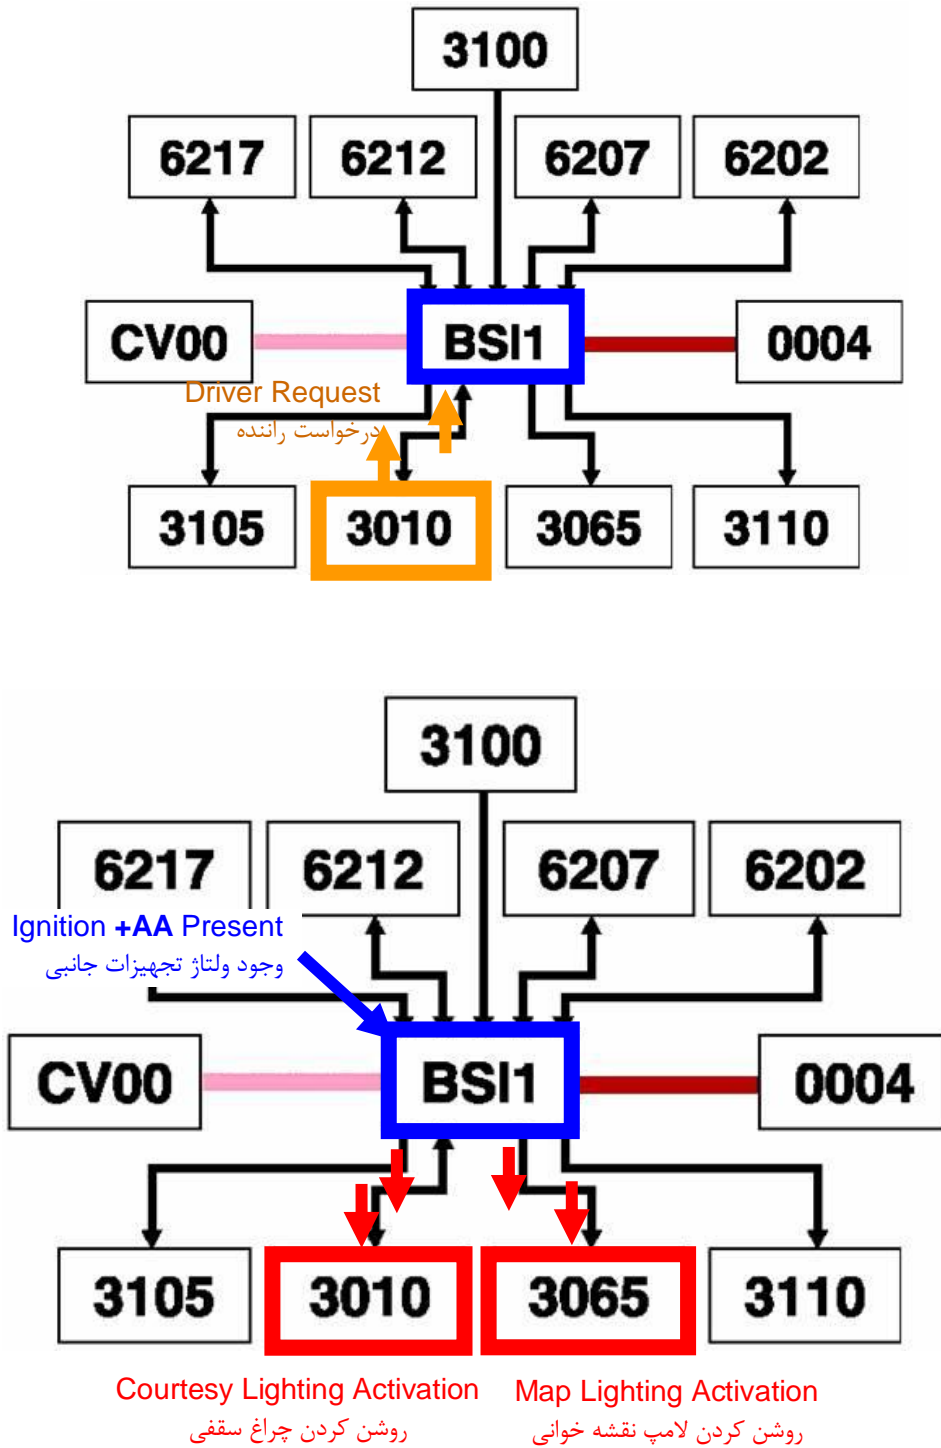 3100
6217 6212 6207 6202
CV00 BSI1 0004
Driver Request
درخواست راننده
3105 3010 3065 3110
3100
6217 6212 6207 6202
Ignition +AA Present
وجود ولتاژ تجهیزات جانبی
CV00 BSI1 0004
3105 3010 3065 3110
Courtesy Lighting Activation Map Lighting Activation
روشن کردن چراغ سقفی روشن کردن لامپ نقشه خوانی